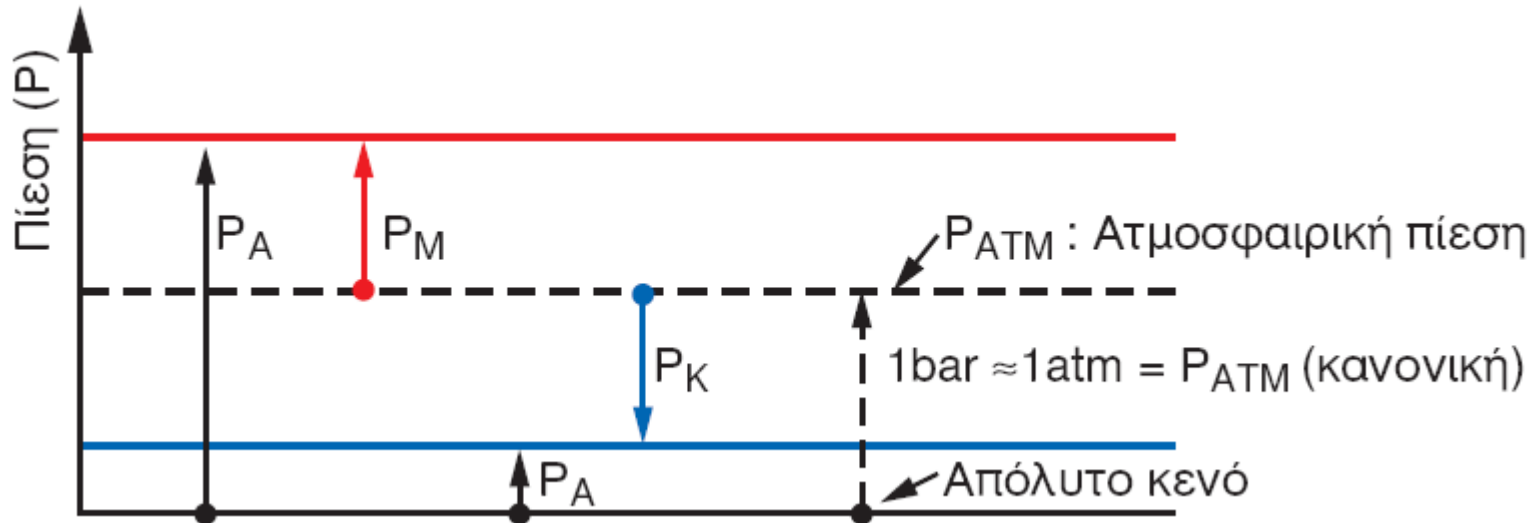 Πίεση (P)
P_A
P_M
P_ATM : Ατμοσφαιρική πίεση
P_K
1bar ≈1atm = P_ATM (κανονική)
P_A
Απόλυτο κενό